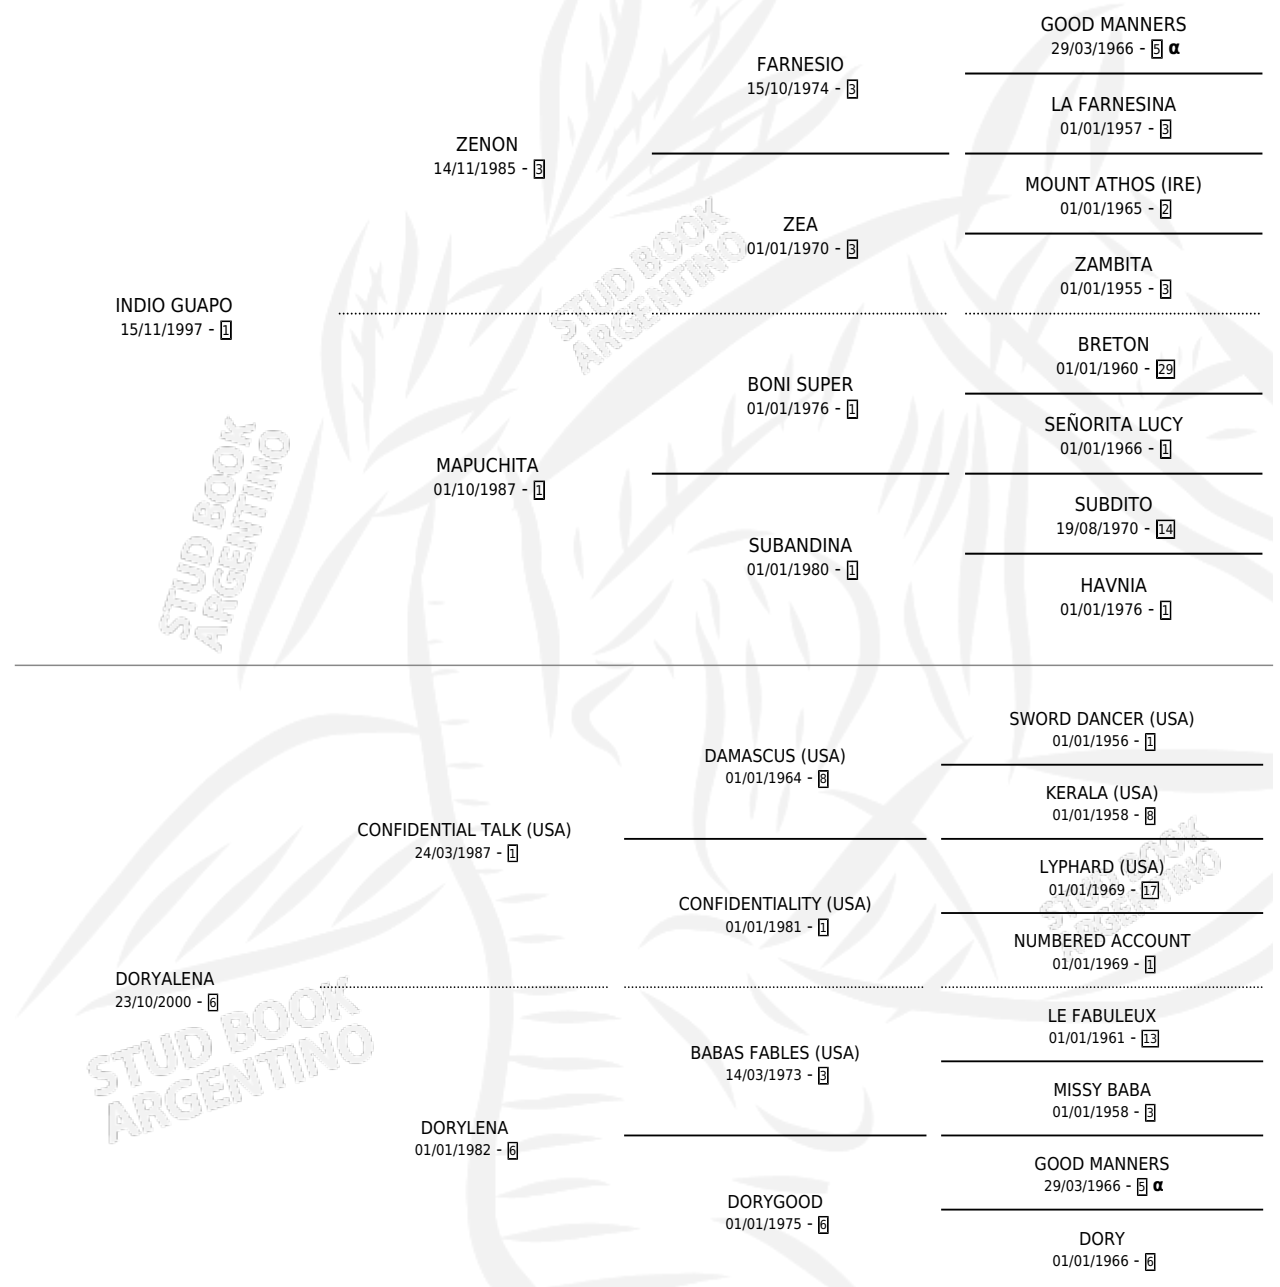 GOOD MANNERS
29/03/1966 - 5 α
FARNESIO
15/10/1974 - 3
LA FARNESINA
01/01/1957 - 3
ZENON
14/11/1985 - 3
MOUNT ATHOS (IRE)
01/01/1965 - 2
ZEA
01/01/1970 - 3
ZAMBITA
01/01/1955 - 3
INDIO GUAPO
15/11/1997 - 1
BRETON
01/01/1960 - 29
BONI SUPER
01/01/1976 - 1
SEÑORITA LUCY
01/01/1966 - 1
MAPUCHITA
01/10/1987 - 1
SUBDITO
19/08/1970 - 14
SUBANDINA
01/01/1980 - 1
HAVNIA
01/01/1976 - 1
STUD BOOK
ARGENTINO
STUD BOOK
ARGENTINO
SWORD DANCER (USA)
01/01/1956 - 1
DAMASCUS (USA)
01/01/1964 - 8
KERALA (USA)
01/01/1958 - 8
CONFIDENTIAL TALK (USA)
24/03/1987 - 1
LYPHARD (USA)
01/01/1969 - 17
CONFIDENTIALITY (USA)
01/01/1981 - 1
NUMBERED ACCOUNT
01/01/1969 - 1
DORYALENA
23/10/2000 - 6
LE FABULEUX
01/01/1961 - 13
BABAS FABLES (USA)
14/03/1973 - 3
MISSY BABA
01/01/1958 - 3
DORYLENA
01/01/1982 - 6
GOOD MANNERS
29/03/1966 - 5 α
DORYGOOD
01/01/1975 - 6
DORY
01/01/1966 - 6
STUD BOOK
ARGENTINO
STUD BOOK
ARGENTINO